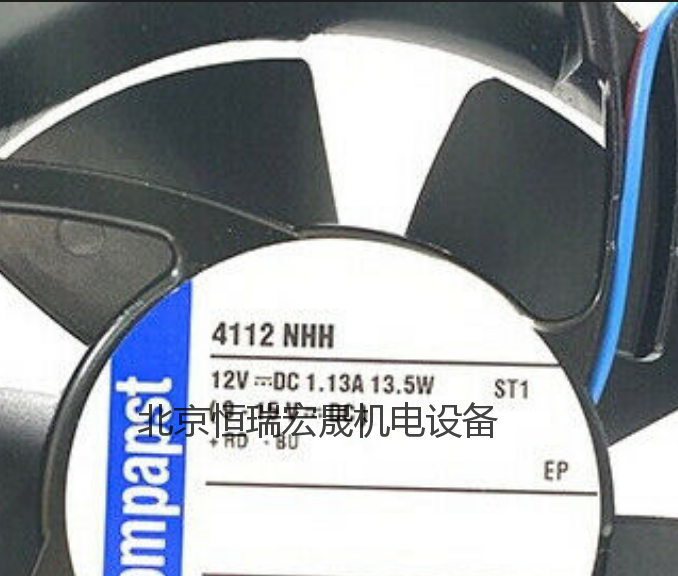 4112 NHH
12V ⎓DC 1.13A 13.5W
ST1
北京恒瑞宏晟机电设备
+ RD - BU
EP
ompapst